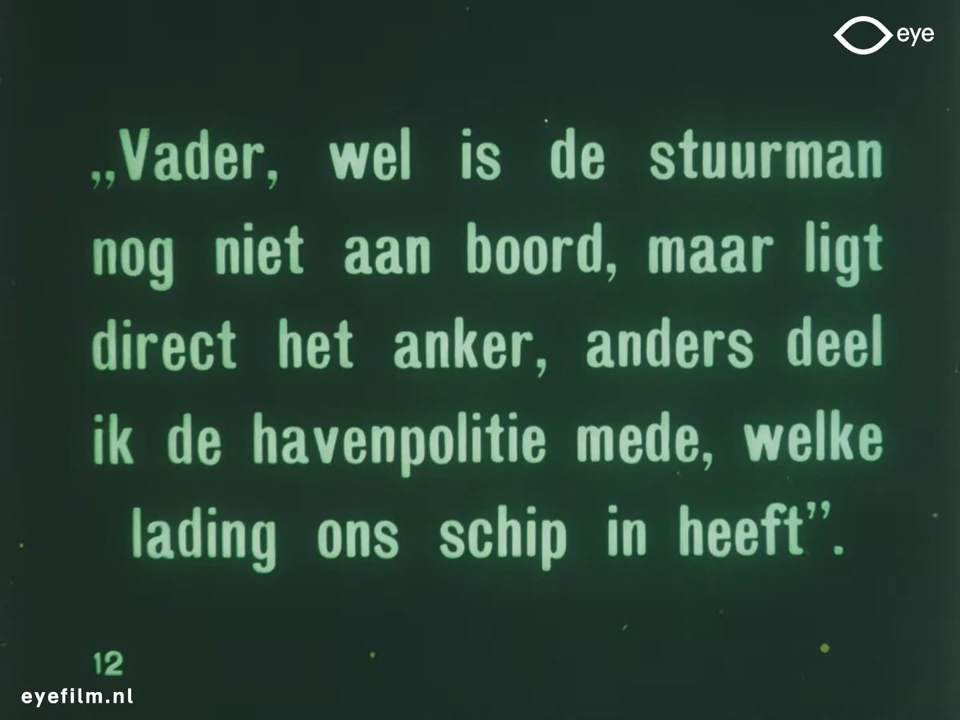 eye
„Vader, wel is de stuurman
nog niet aan boord, maar ligt
direct het anker, anders deel
ik de havenpolitie mede, welke
lading ons schip in heeft”.
12
eyefilm.nl